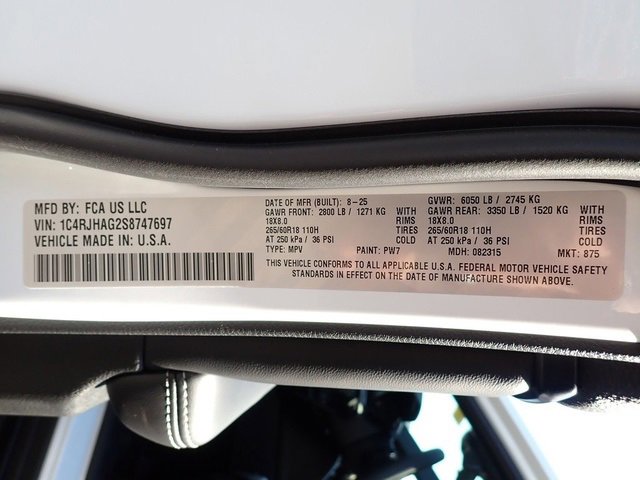 MFD BY: FCA US LLC
VIN: 1C4RJHAG2S8747697
VEHICLE MADE IN U.S.A.
DATE OF MFR (BUILT): 8-25
GAWR FRONT: 2800 LB / 1271 KG WITH
18X8.0 RIMS
265/60R18 110H TIRES
AT 250 kPa / 36 PSI COLD
TYPE: MPV PAINT: PW7
GVWR: 6050 LB / 2745 KG
GAWR REAR: 3350 LB / 1520 KG WITH
18X8.0 RIMS
265/60R18 110H TIRES
AT 250 kPa / 36 PSI COLD
MDH: 082315 MKT: 875
THIS VEHICLE CONFORMS TO ALL APPLICABLE U.S.A. FEDERAL MOTOR VEHICLE SAFETY
STANDARDS IN EFFECT ON THE DATE OF MANUFACTURE SHOWN ABOVE.